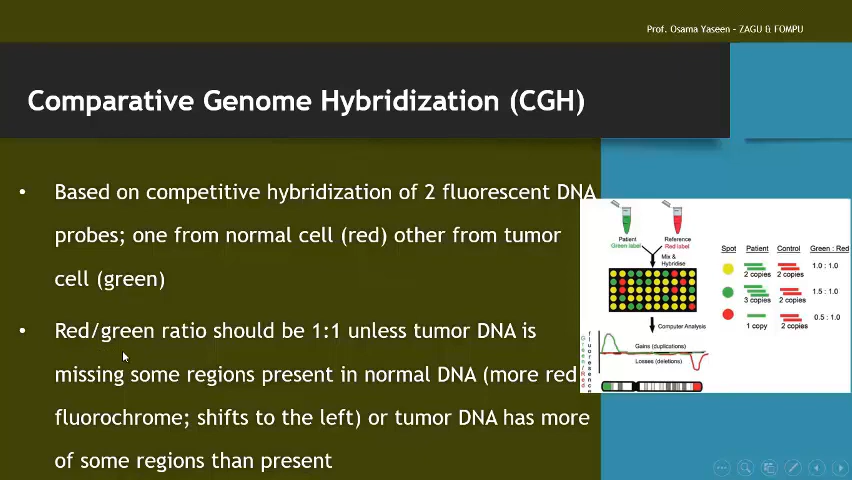 Prof. Osama Yaseen – ZAGU & FOMPU
Comparative Genome Hybridization (CGH)
• Based on competitive hybridization of 2 fluorescent DNA
probes; one from normal cell (red) other from tumor
cell (green)
• Red/green ratio should be 1:1 unless tumor DNA is
missing some regions present in normal DNA (more red
fluorochrome; shifts to the left) or tumor DNA has more
of some regions than present
Patient
Green label
Reference
Red label
Mix &
Hybridise
Computer Analysis
Green/Red
fluorescence
Gains (duplications)
Losses (deletions)
Spot Patient Control Green : Red
2 copies 2 copies 1.0 : 1.0
3 copies 2 copies 1.5 : 1.0
1 copy 2 copies 0.5 : 1.0